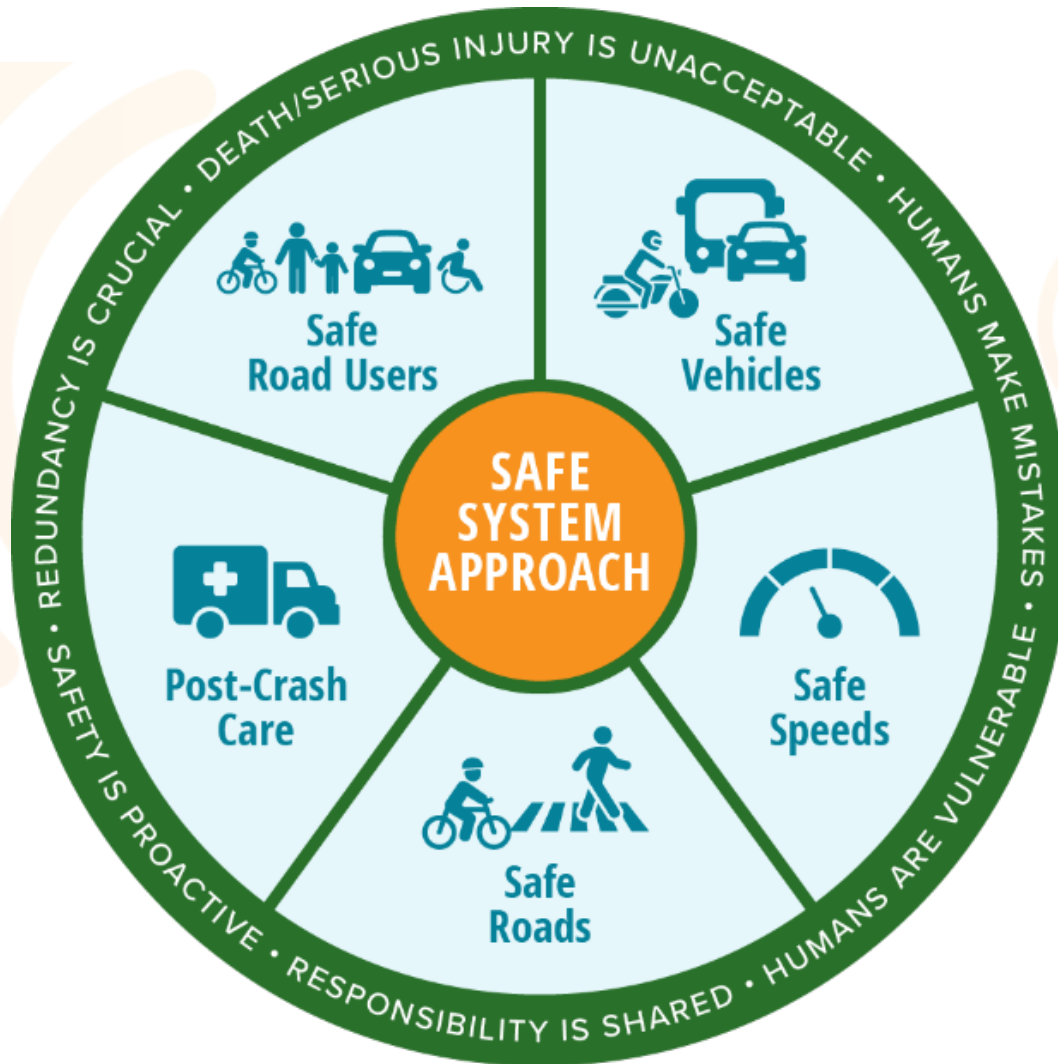 DEATH/SERIOUS INJURY IS UNACCEPTABLE • HUMANS MAKE MISTAKES • HUMANS ARE VULNERABLE • RESPONSIBILITY IS SHARED • SAFETY IS PROACTIVE • REDUNDANCY IS CRUCIAL •
Safe
Road Users
Safe
Vehicles
SAFE
SYSTEM
APPROACH
Post-Crash
Care
Safe
Speeds
Safe
Roads